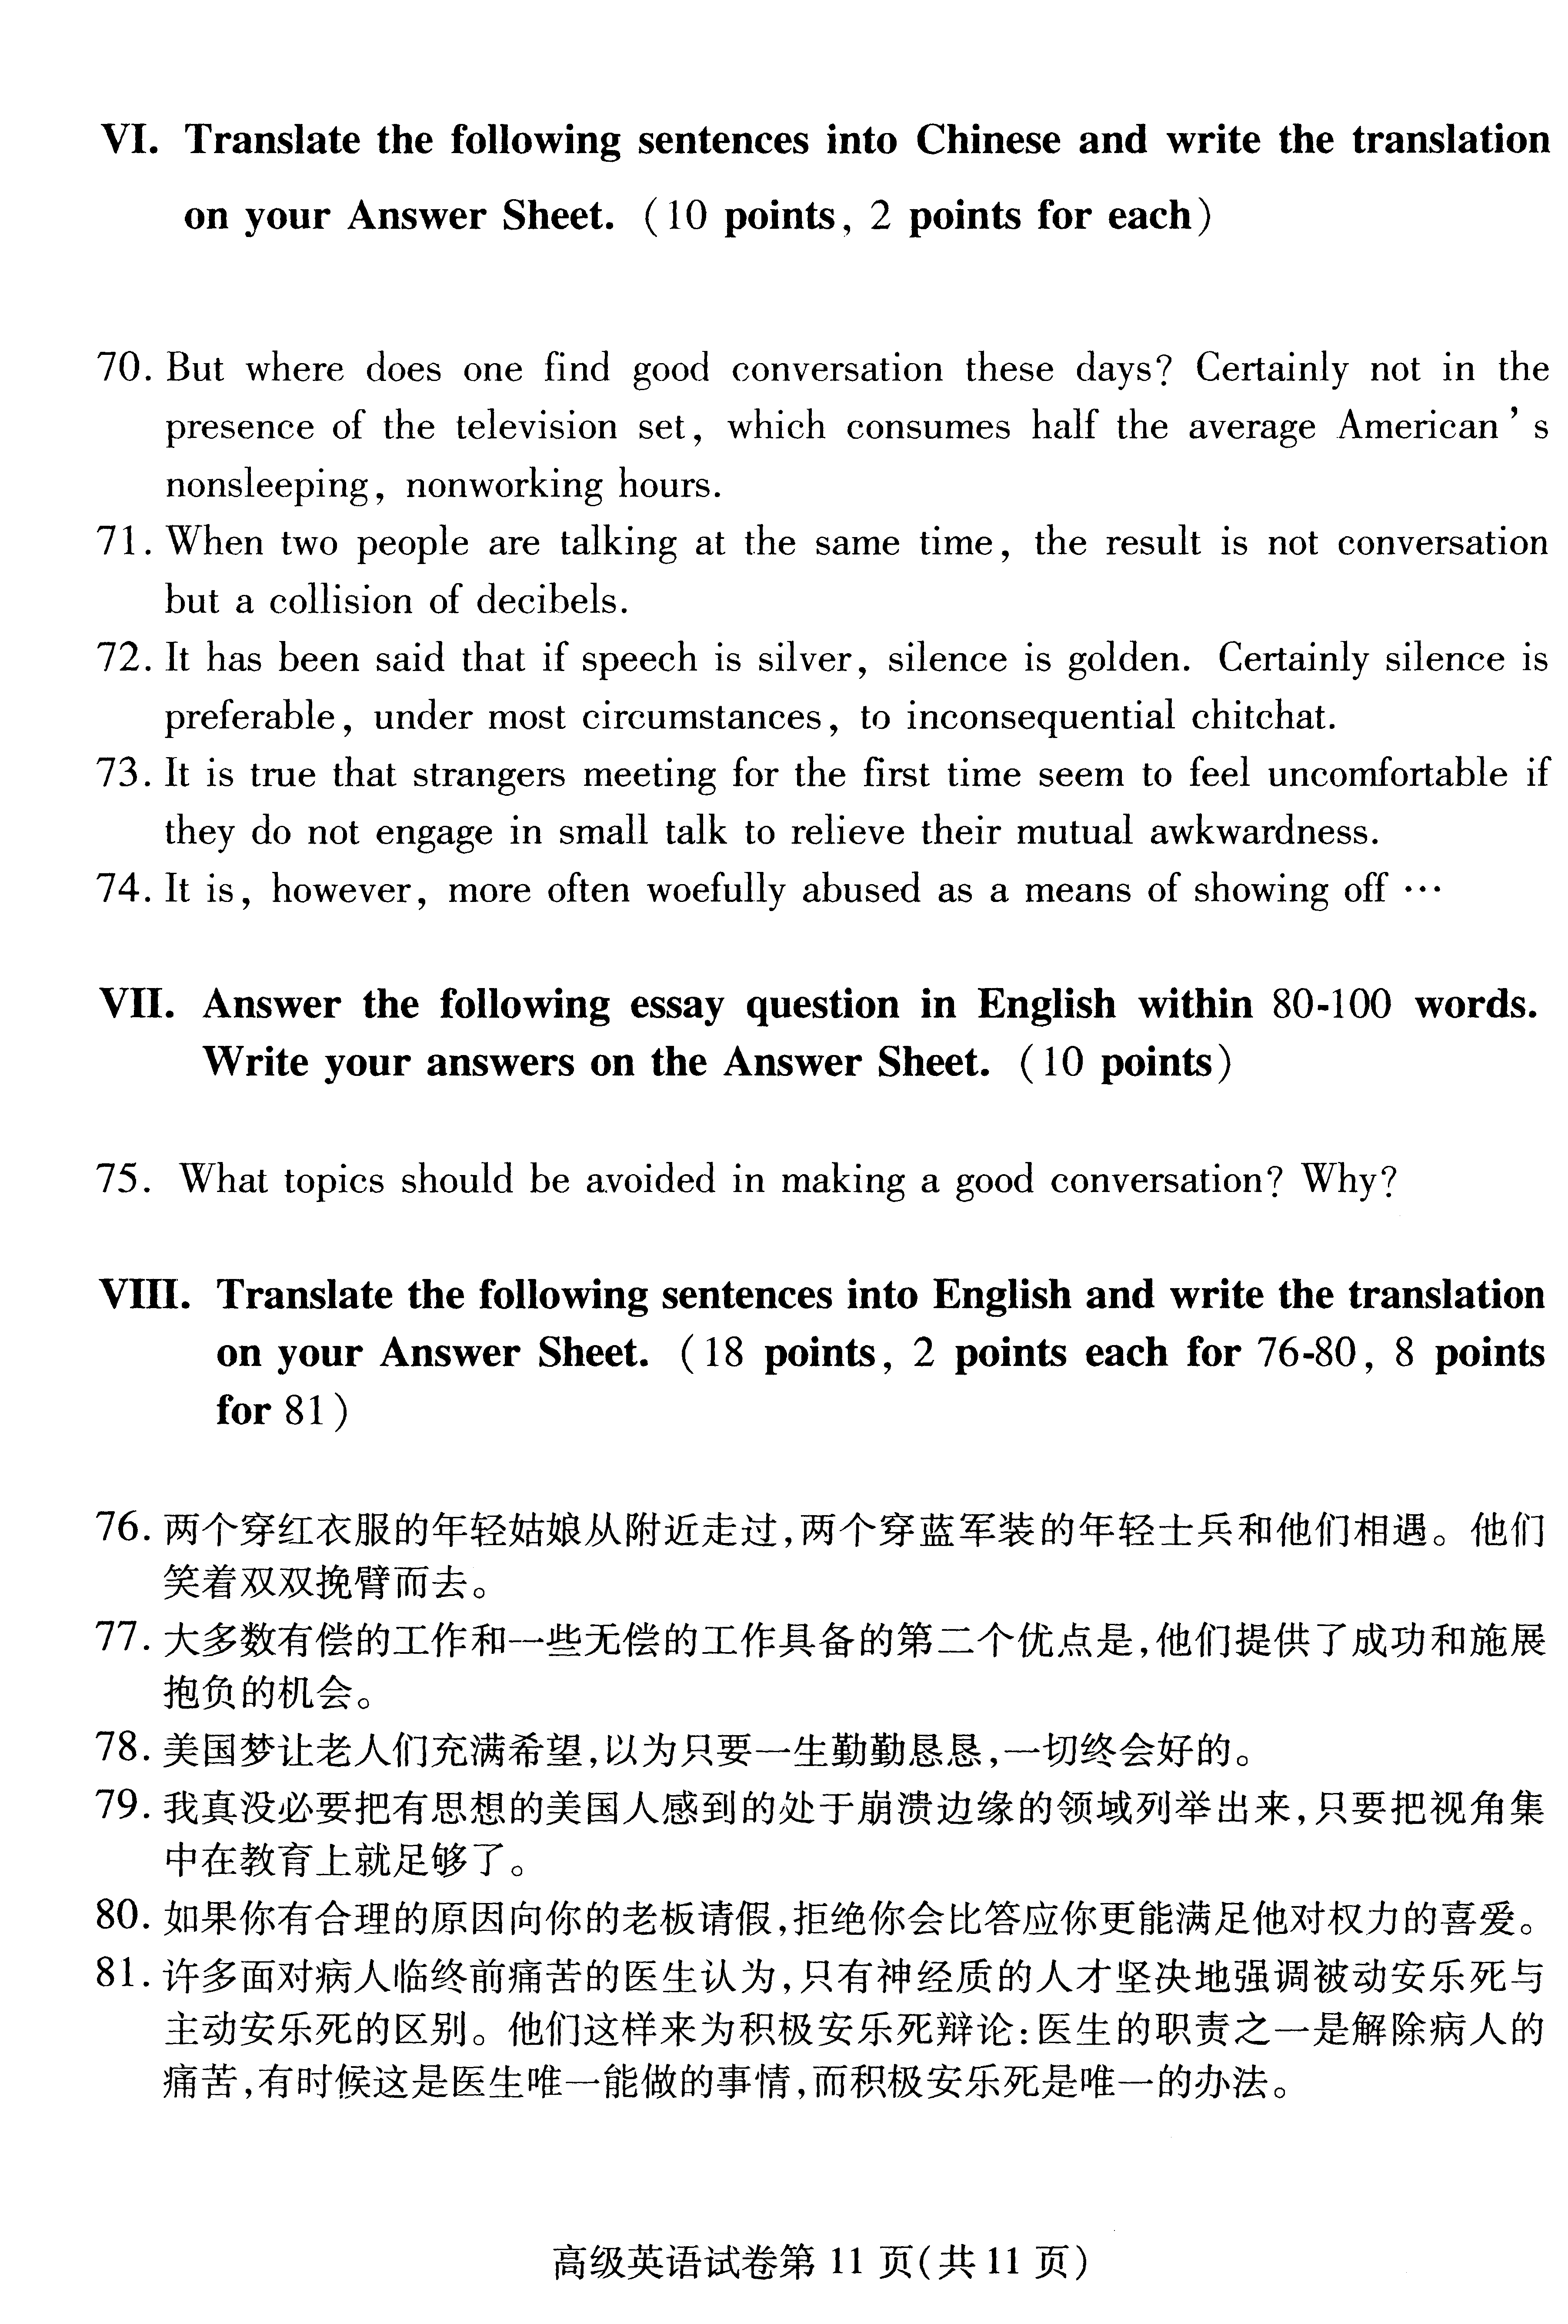 VI. Translate the following sentences into Chinese and write the translation
on your Answer Sheet. (10 points, 2 points for each)
70. But where does one find good conversation these days? Certainly not in the
presence of the television set, which consumes half the average American's
nonsleeping, nonworking hours.
71. When two people are talking at the same time, the result is not conversation
but a collision of decibels.
72. It has been said that if speech is silver, silence is golden. Certainly silence is
preferable, under most circumstances, to inconsequential chitchat.
73. It is true that strangers meeting for the first time seem to feel uncomfortable if
they do not engage in small talk to relieve their mutual awkwardness.
74. It is, however, more often woefully abused as a means of showing off …
VII. Answer the following essay question in English within 80-100 words.
Write your answers on the Answer Sheet. (10 points)
75. What topics should be avoided in making a good conversation? Why?
VIII. Translate the following sentences into English and write the translation
on your Answer Sheet. (18 points, 2 points each for 76-80, 8 points
for 81)
76. 两个穿红衣服的年轻姑娘从附近走过,两个穿蓝军装的年轻士兵和他们相遇。他们
笑着双双挽臂而去。
77. 大多数有偿的工作和一些无偿的工作具备的第二个优点是,他们提供了成功和施展
抱负的机会。
78. 美国梦让老人们充满希望,以为只要一生勤勤恳恳,一切终会好的。
79. 我真没必要把有思想的美国人感到的处于崩溃边缘的领域列举出来,只要把视角集
中在教育上就足够了。
80. 如果你有合理的原因向你的老板请假,拒绝你会比答应你更能满足他对权力的喜爱。
81. 许多面对病人临终前痛苦的医生认为,只有神经质的人才坚决地强调被动安乐死与
主动安乐死的区别。他们这样来为积极安乐死辩论:医生的职责之一是解除病人的
痛苦,有时候这是医生唯一能做的事情,而积极安乐死是唯一的办法。
高级英语试卷第 11 页(共 11 页)